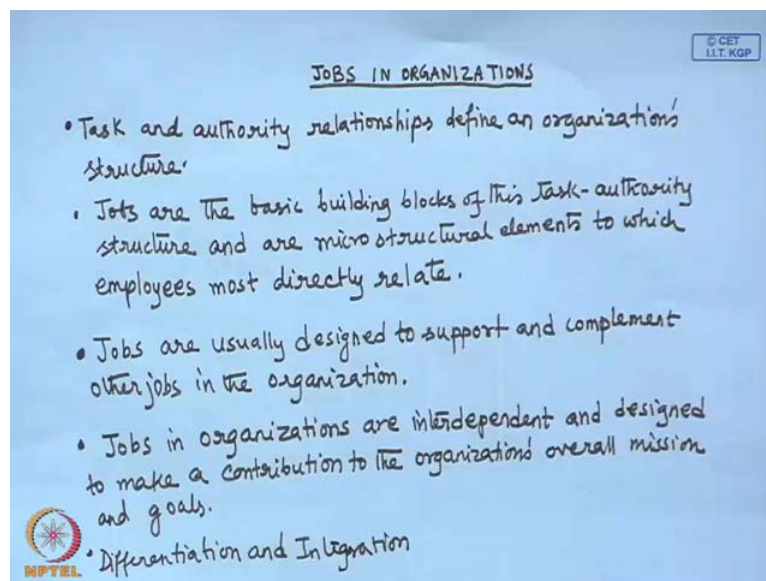 © CET
I.I.T. KGP
JOBS IN ORGANIZATIONS
• Task and authority relationships define an organization's
structure.
• Jobs are the basic building blocks of this task-authority
structure and are micro structural elements to which
employees most directly relate.
• Jobs are usually designed to support and complement
other jobs in the organization.
• Jobs in organizations are interdependent and designed
to make a contribution to the organization's overall mission
and goals.
• Differentiation and Integration
NPTEL